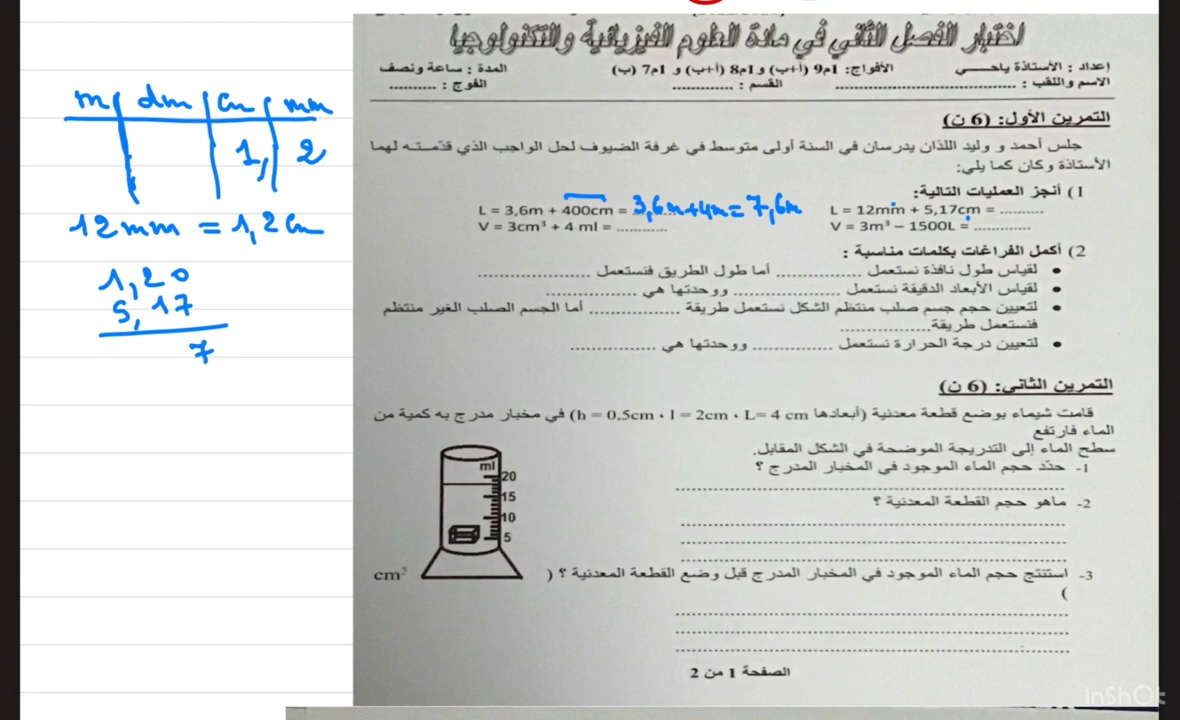 اختبار الفصل الثاني في مادة العلوم الفيزيائية والتكنولوجيا
إعداد : الأستاذة ياحـــــي الأفواج: 1م9 (أ+ب) و 1م8 (أ+ب) و 1م7 (ب) المدة : ساعة ونصف
الاسم واللقب : .......................................... القسم : .............. الفوج : ..........
التمرين الأول: (6 ن)
جلس أحمد و وليد اللذان يدرسان في السنة أولى متوسط في غرفة الضيوف لحل الواجب الذي قدّمـتـه لهما
الأستاذة وكان كما يلي:
1) أنجز العمليات التالية:
L = 12mm + 5,17cm = ..........
L = 3,6m + 400cm = 3,6m+4m= 7,6m
V = 3m³ – 1500L = ............
V = 3cm³ + 4 ml = ...........
2) أكمل الفراغات بكلمات مناسبة :
• لقياس طول نافذة نستعمل .................. أما طول الطريق فنستعمل ........................
• لقياس الأبعاد الدقيقة نستعمل ...................... ووحدتها هي ...................
• لتعيين حجم جسم صلب منتظم الشكل نستعمل طريقة ................... أما الجسم الصلب الغير منتظم
فنستعمل طريقة...................
• لتعيين درجة الحرارة نستعمل ................. ووحدتها هي ..................
التمرين الثاني: (6 ن)
قامت شيماء بوضع قطعة معدنية (أبعادها h = 0,5cm ، l = 2cm ، L= 4 cm) في مخبار مدرج به كمية من
الماء فارتفع
سطح الماء إلى التدريجة الموضحة في الشكل المقابل.
1- حدّد حجم الماء الموجود في المخبار المدرج ؟
2- ماهو حجم القطعة المعدنية ؟
3- استنتج حجم الماء الموجود في المخبار المدرج قبل وضع القطعة المعدنية ؟ ( cm³
)
ml
20
15
10
5
الصفحة 1 من 2
m dm cm mm
1, 2
12mm = 1,2cm
1,20
5,17
7
InShOt